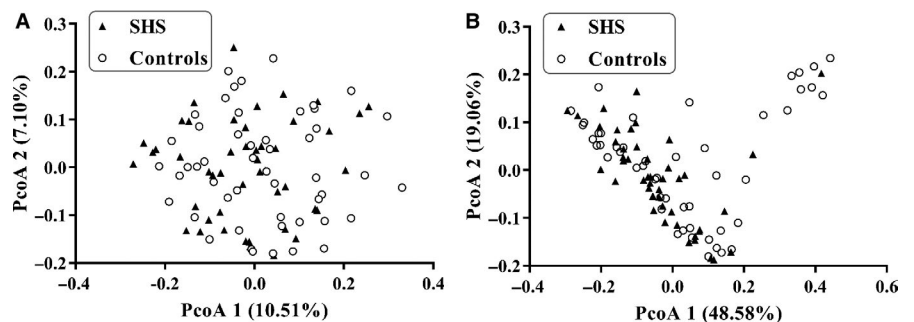 A
SHS
Controls
0.3
0.2
0.1
0.0
−0.1
−0.2
PcoA 2 (7.10%)
−0.4 −0.2 0.0 0.2 0.4
PcoA 1 (10.51%)
B
SHS
Controls
0.3
0.2
0.1
0.0
−0.1
−0.2
PcoA 2 (19.06%)
−0.4 −0.2 0.0 0.2 0.4 0.6
PcoA 1 (48.58%)